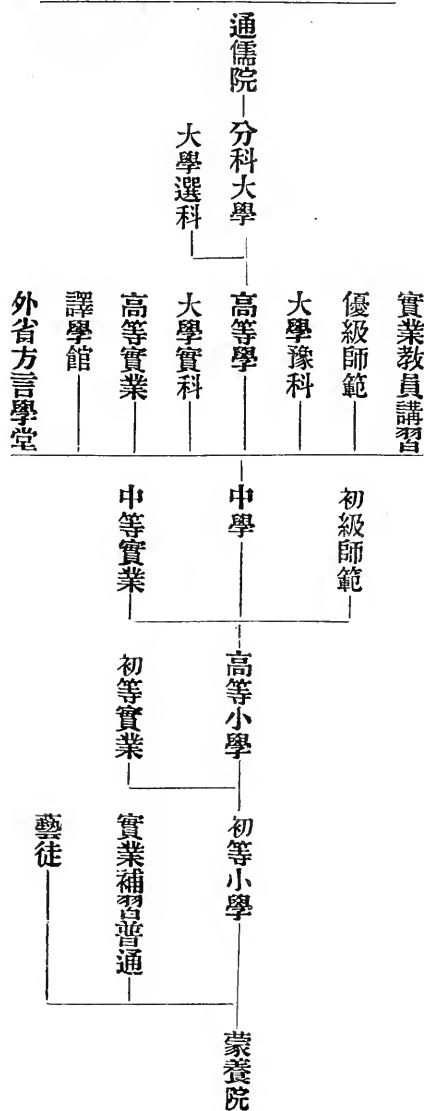 通儒院
分科大學
大學選科
實業教員講習
優級師範
大學豫科
高等學
大學實科
高等實業
譯學館
外省方言學堂
初級師範
中學
中等實業
高等小學
初等實業
初等小學
實業補習普通
藝徒
蒙養院